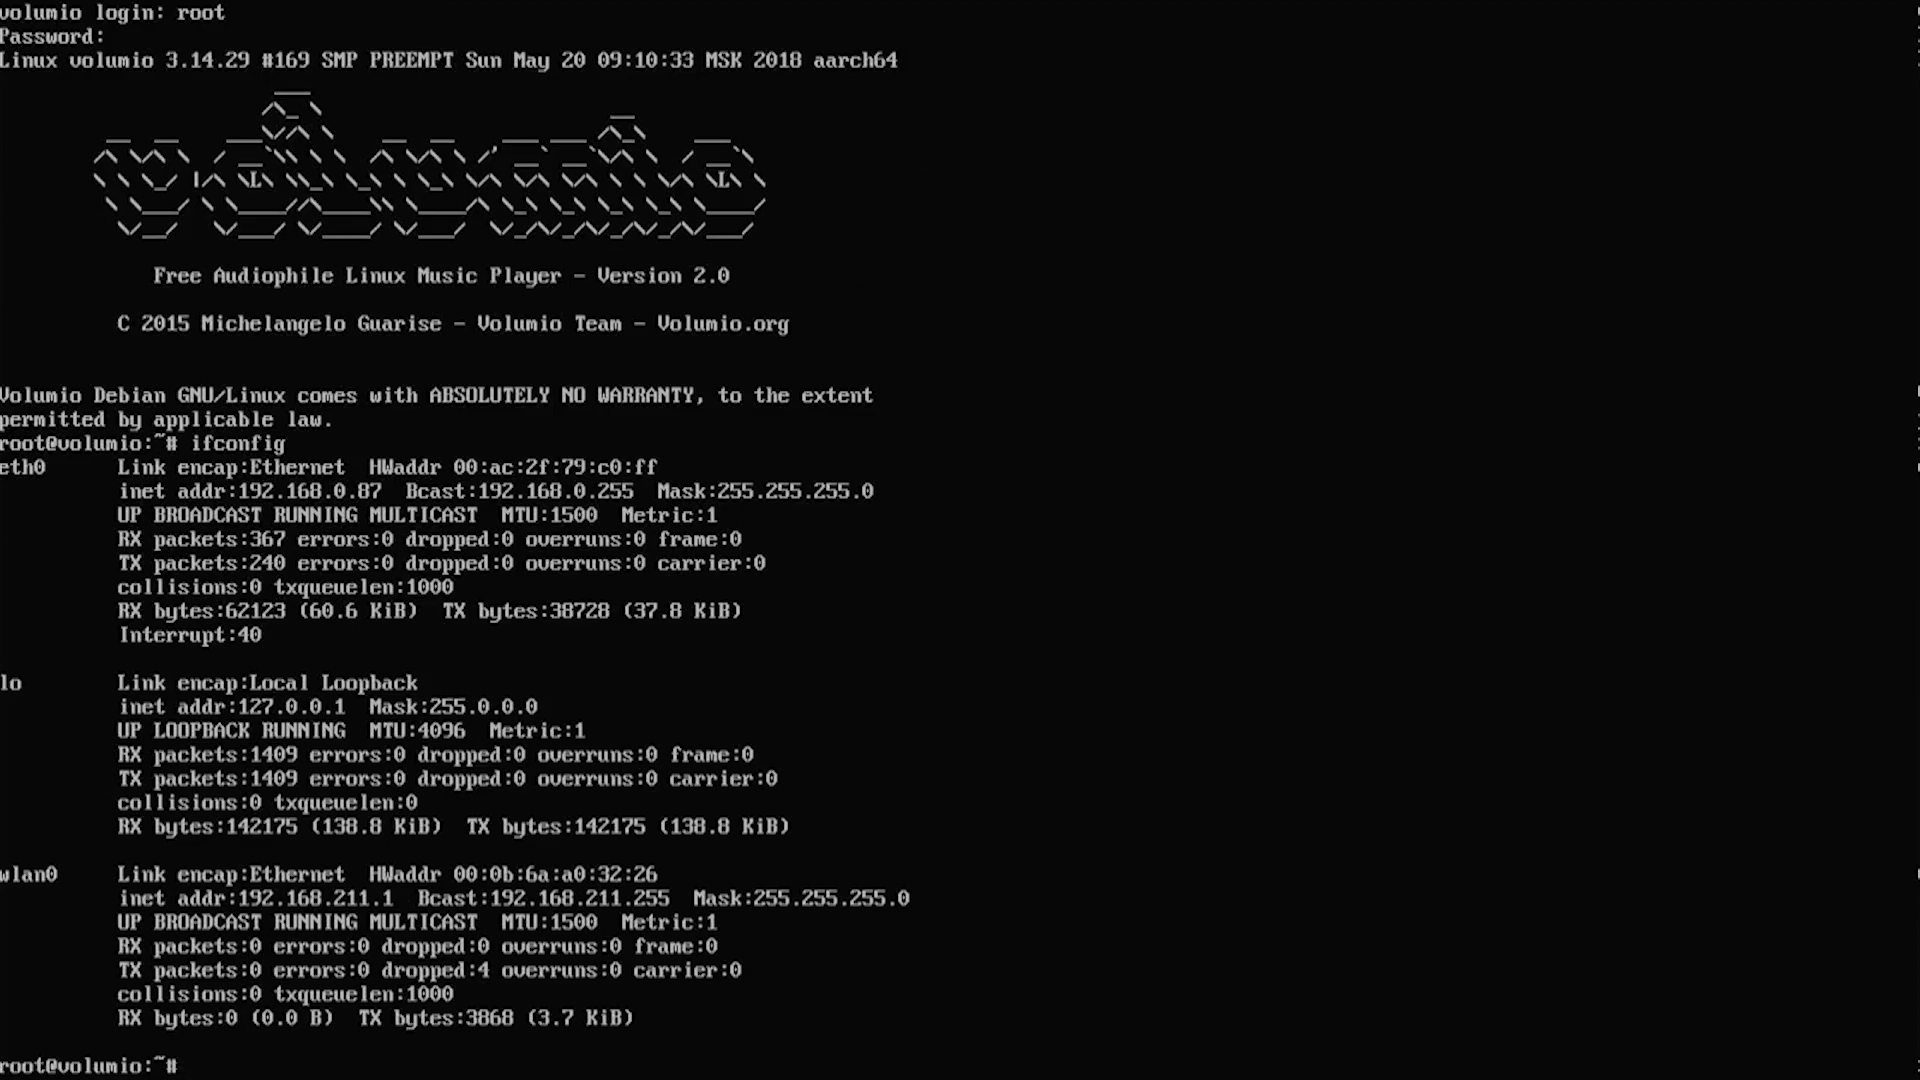 volumio login: root
Password:
Linux volumio 3.14.29 #169 SMP PREEMPT Sun May 20 09:10:33 MSK 2018 aarch64
volumio
Free Audiophile Linux Music Player - Version 2.0
C 2015 Michelangelo Guarise - Volumio Team - Volumio.org
Volumio Debian GNU/Linux comes with ABSOLUTELY NO WARRANTY, to the extent
permitted by applicable law.
root@volumio:~# ifconfig
eth0 Link encap:Ethernet HWaddr 00:ac:2f:79:c0:ff
inet addr:192.168.0.87 Bcast:192.168.0.255 Mask:255.255.255.0
UP BROADCAST RUNNING MULTICAST MTU:1500 Metric:1
RX packets:367 errors:0 dropped:0 overruns:0 frame:0
TX packets:240 errors:0 dropped:0 overruns:0 carrier:0
collisions:0 txqueuelen:1000
RX bytes:62123 (60.6 KiB) TX bytes:38728 (37.8 KiB)
Interrupt:40
lo Link encap:Local Loopback
inet addr:127.0.0.1 Mask:255.0.0.0
UP LOOPBACK RUNNING MTU:4096 Metric:1
RX packets:1409 errors:0 dropped:0 overruns:0 frame:0
TX packets:1409 errors:0 dropped:0 overruns:0 carrier:0
collisions:0 txqueuelen:0
RX bytes:142175 (138.8 KiB) TX bytes:142175 (138.8 KiB)
wlan0 Link encap:Ethernet HWaddr 00:0b:6a:a0:32:26
inet addr:192.168.211.1 Bcast:192.168.211.255 Mask:255.255.255.0
UP BROADCAST RUNNING MULTICAST MTU:1500 Metric:1
RX packets:0 errors:0 dropped:0 overruns:0 frame:0
TX packets:0 errors:0 dropped:4 overruns:0 carrier:0
collisions:0 txqueuelen:1000
RX bytes:0 (0.0 B) TX bytes:3868 (3.7 KiB)
root@volumio:~#